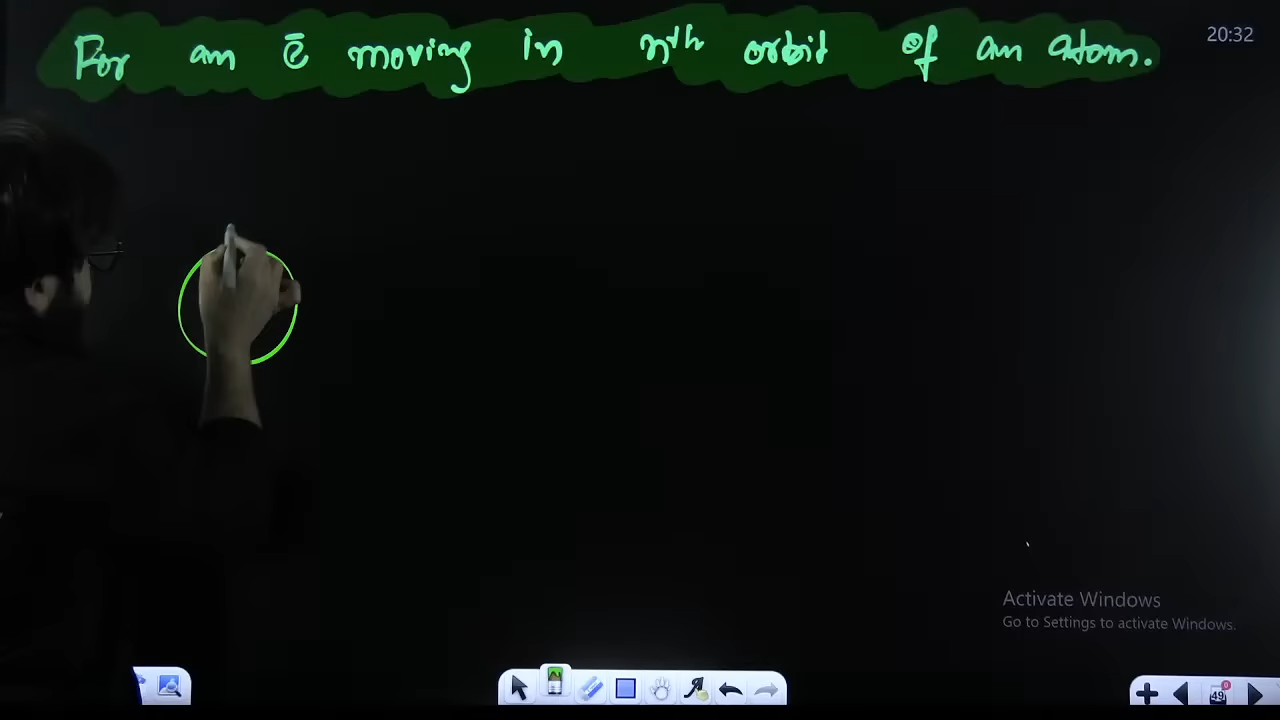 For an ē moving in nth orbit of an atom.
20:32
Activate Windows
Go to Settings to activate Windows.
49